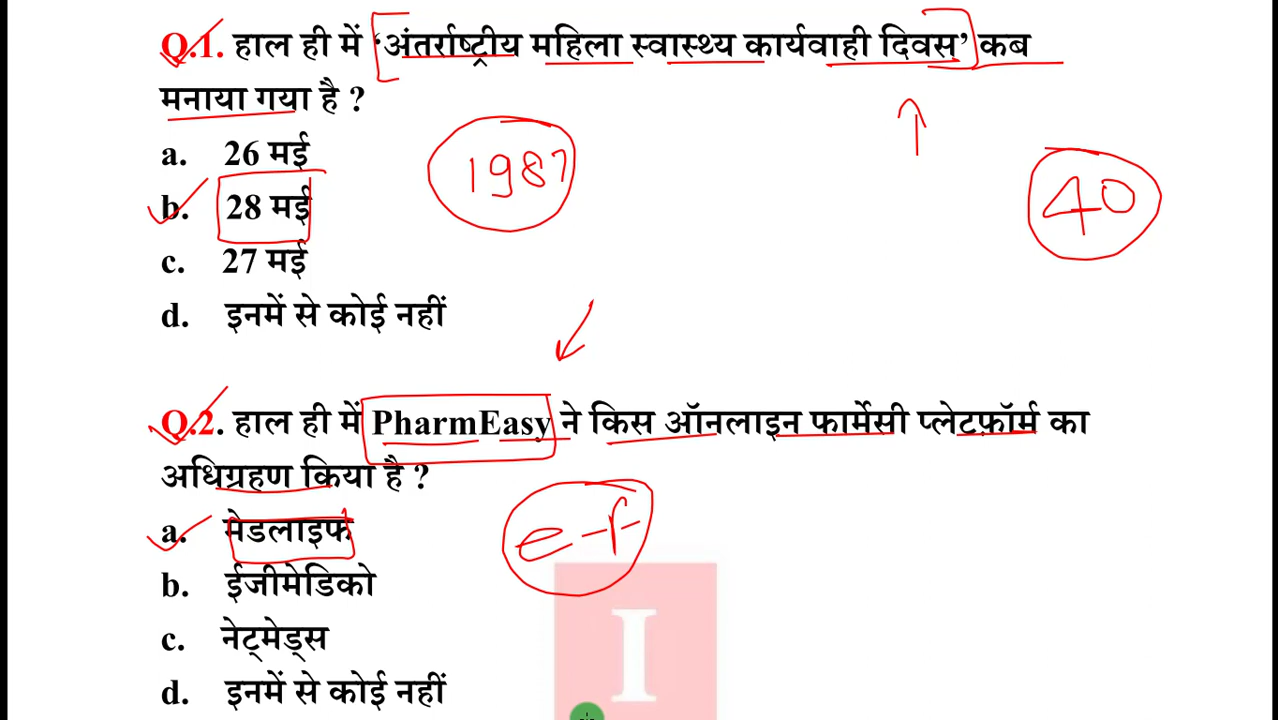 Q.1. हाल ही में ‘अंतर्राष्ट्रीय महिला स्वास्थ्य कार्यवाही दिवस’ कब
मनाया गया है ?
a. 26 मई
b. 28 मई
c. 27 मई
d. इनमें से कोई नहीं
1987
40
Q.2. हाल ही में PharmEasy ने किस ऑनलाइन फार्मेसी प्लेटफ़ॉर्म का
अधिग्रहण किया है ?
a. मेडलाइफ
b. ईजीमेडिको
c. नेट्मेड्स
d. इनमें से कोई नहीं
I